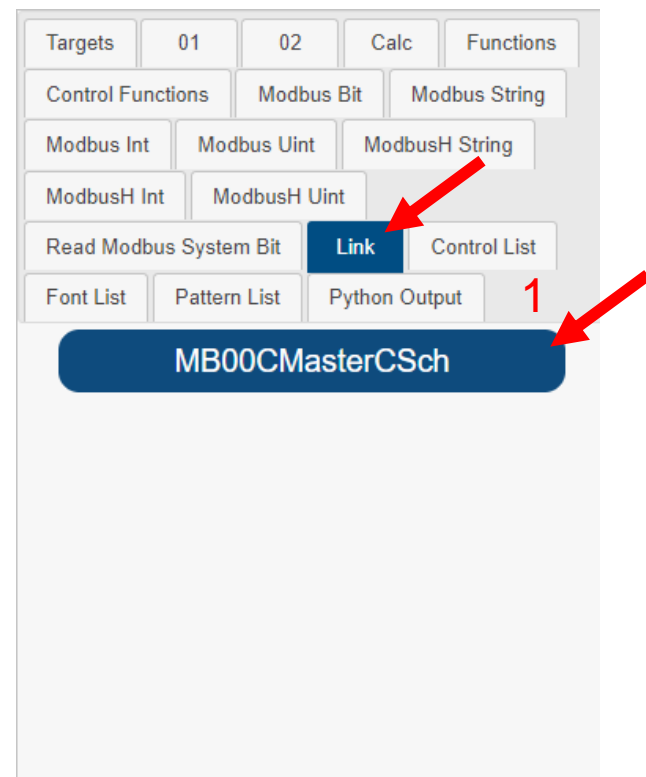 Targets 01 02 Calc Functions
Control Functions Modbus Bit Modbus String
Modbus Int Modbus Uint ModbusH String
ModbusH Int ModbusH Uint
Read Modbus System Bit Link Control List
Font List Pattern List Python Output 1
MB00CMasterCSch